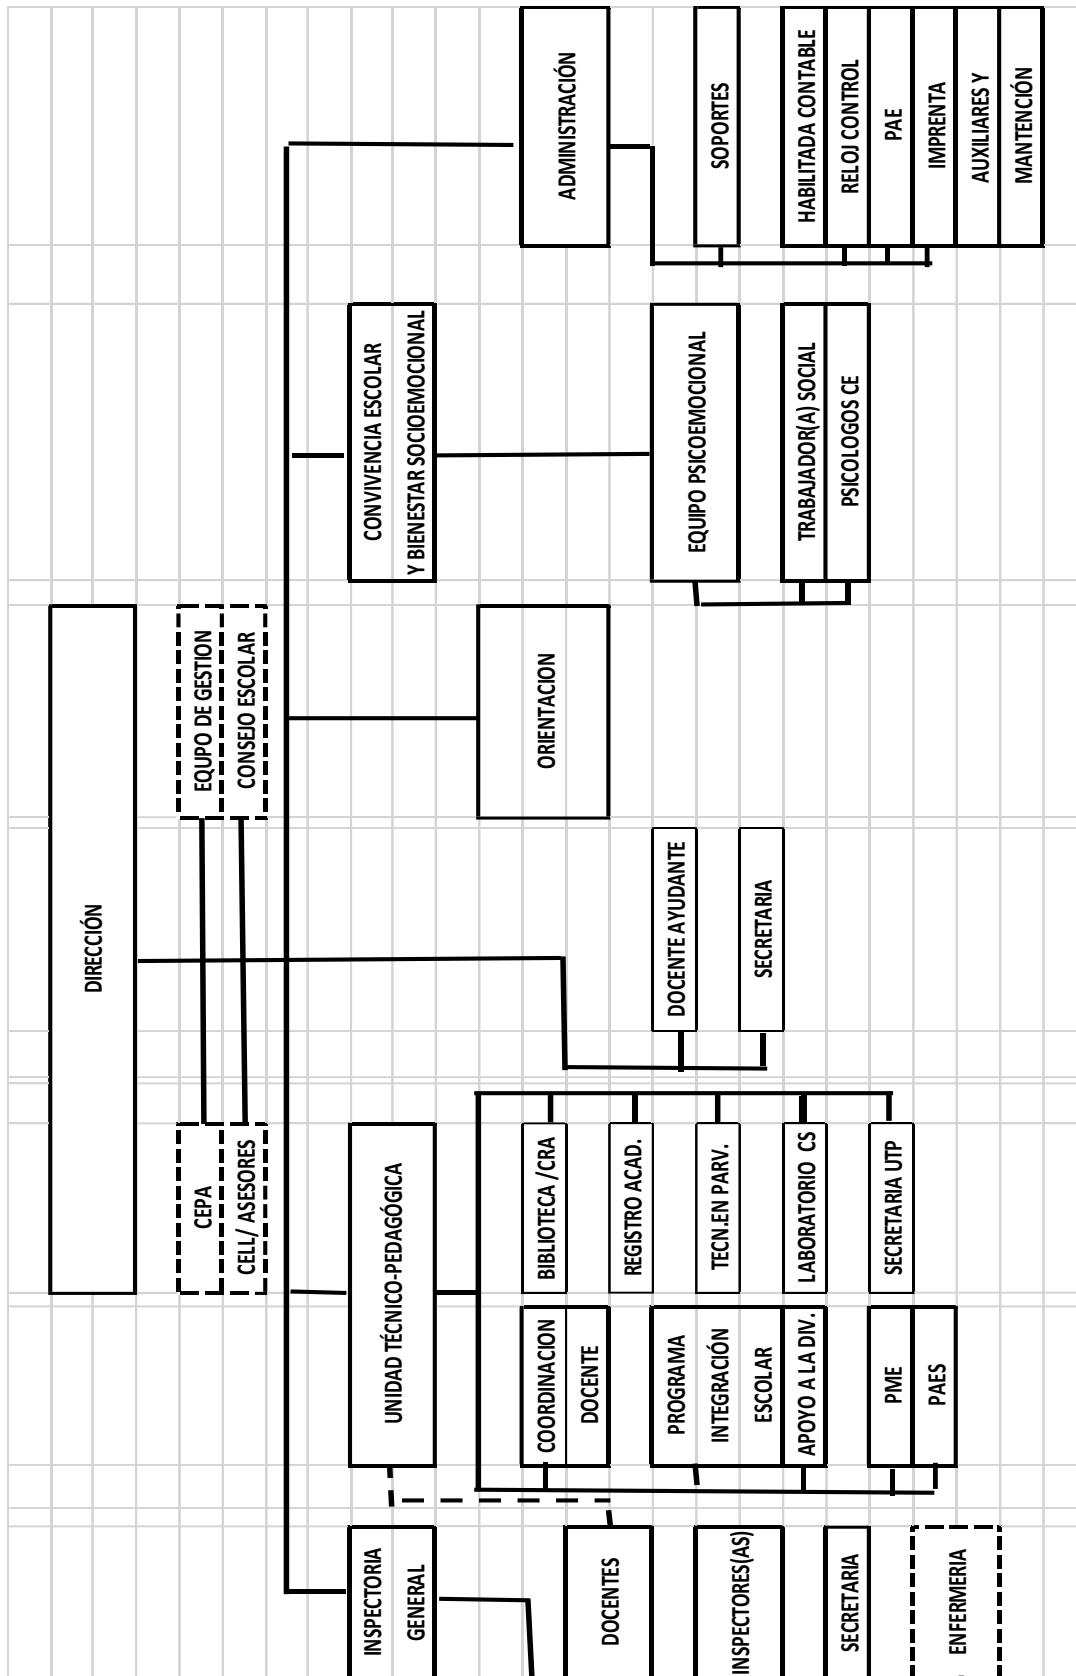 DIRECCIÓN
CEPA
CELL/ ASESORES
EQUPO DE GESTION
CONSEJO ESCOLAR
INSPECTORIA
GENERAL
UNIDAD TÉCNICO-PEDAGÓGICA
ORIENTACION
CONVIVENCIA ESCOLAR
Y BIENESTAR SOCIOEMOCIONAL
ADMINISTRACIÓN
DOCENTES
INSPECTORES(AS)
SECRETARIA
ENFERMERIA
COORDINACION
DOCENTE
PROGRAMA
INTEGRACIÓN
ESCOLAR
APOYO A LA DIV.
PME
PAES
BIBLIOTECA /CRA
REGISTRO ACAD.
TECN.EN PARV.
LABORATORIO CS
SECRETARIA UTP
DOCENTE AYUDANTE
SECRETARIA
EQUIPO PSICOEMOCIONAL
TRABAJADOR(A) SOCIAL
PSICOLOGOS CE
SOPORTES
HABILITADA CONTABLE
RELOJ CONTROL
PAE
IMPRENTA
AUXILIARES Y
MANTENCIÓN